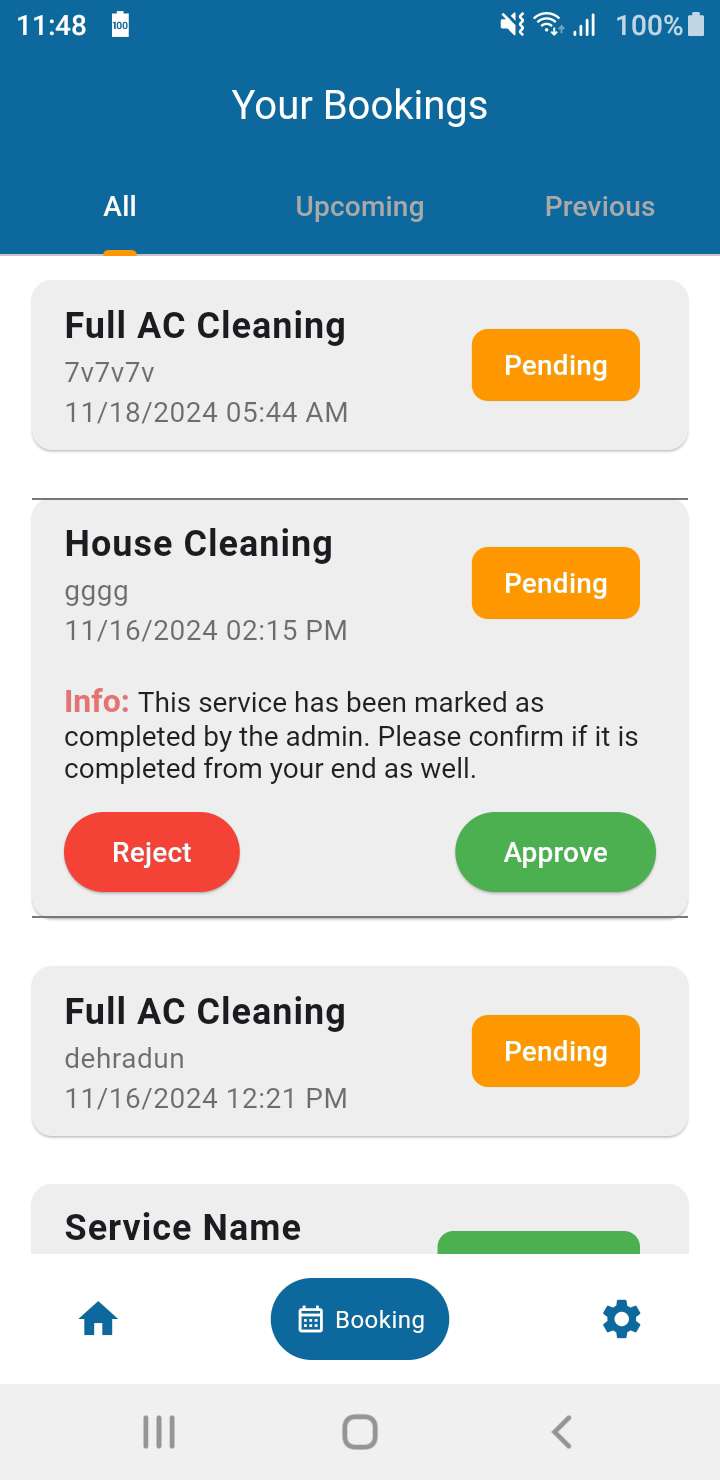 11:48
100
100%
Your Bookings
All
Upcoming
Previous
Full AC Cleaning
7v7v7v
11/18/2024 05:44 AM
Pending
House Cleaning
gggg
11/16/2024 02:15 PM
Pending
Info: This service has been marked as
completed by the admin. Please confirm if it is
completed from your end as well.
Reject
Approve
Full AC Cleaning
dehradun
11/16/2024 12:21 PM
Pending
Service Name
Booking